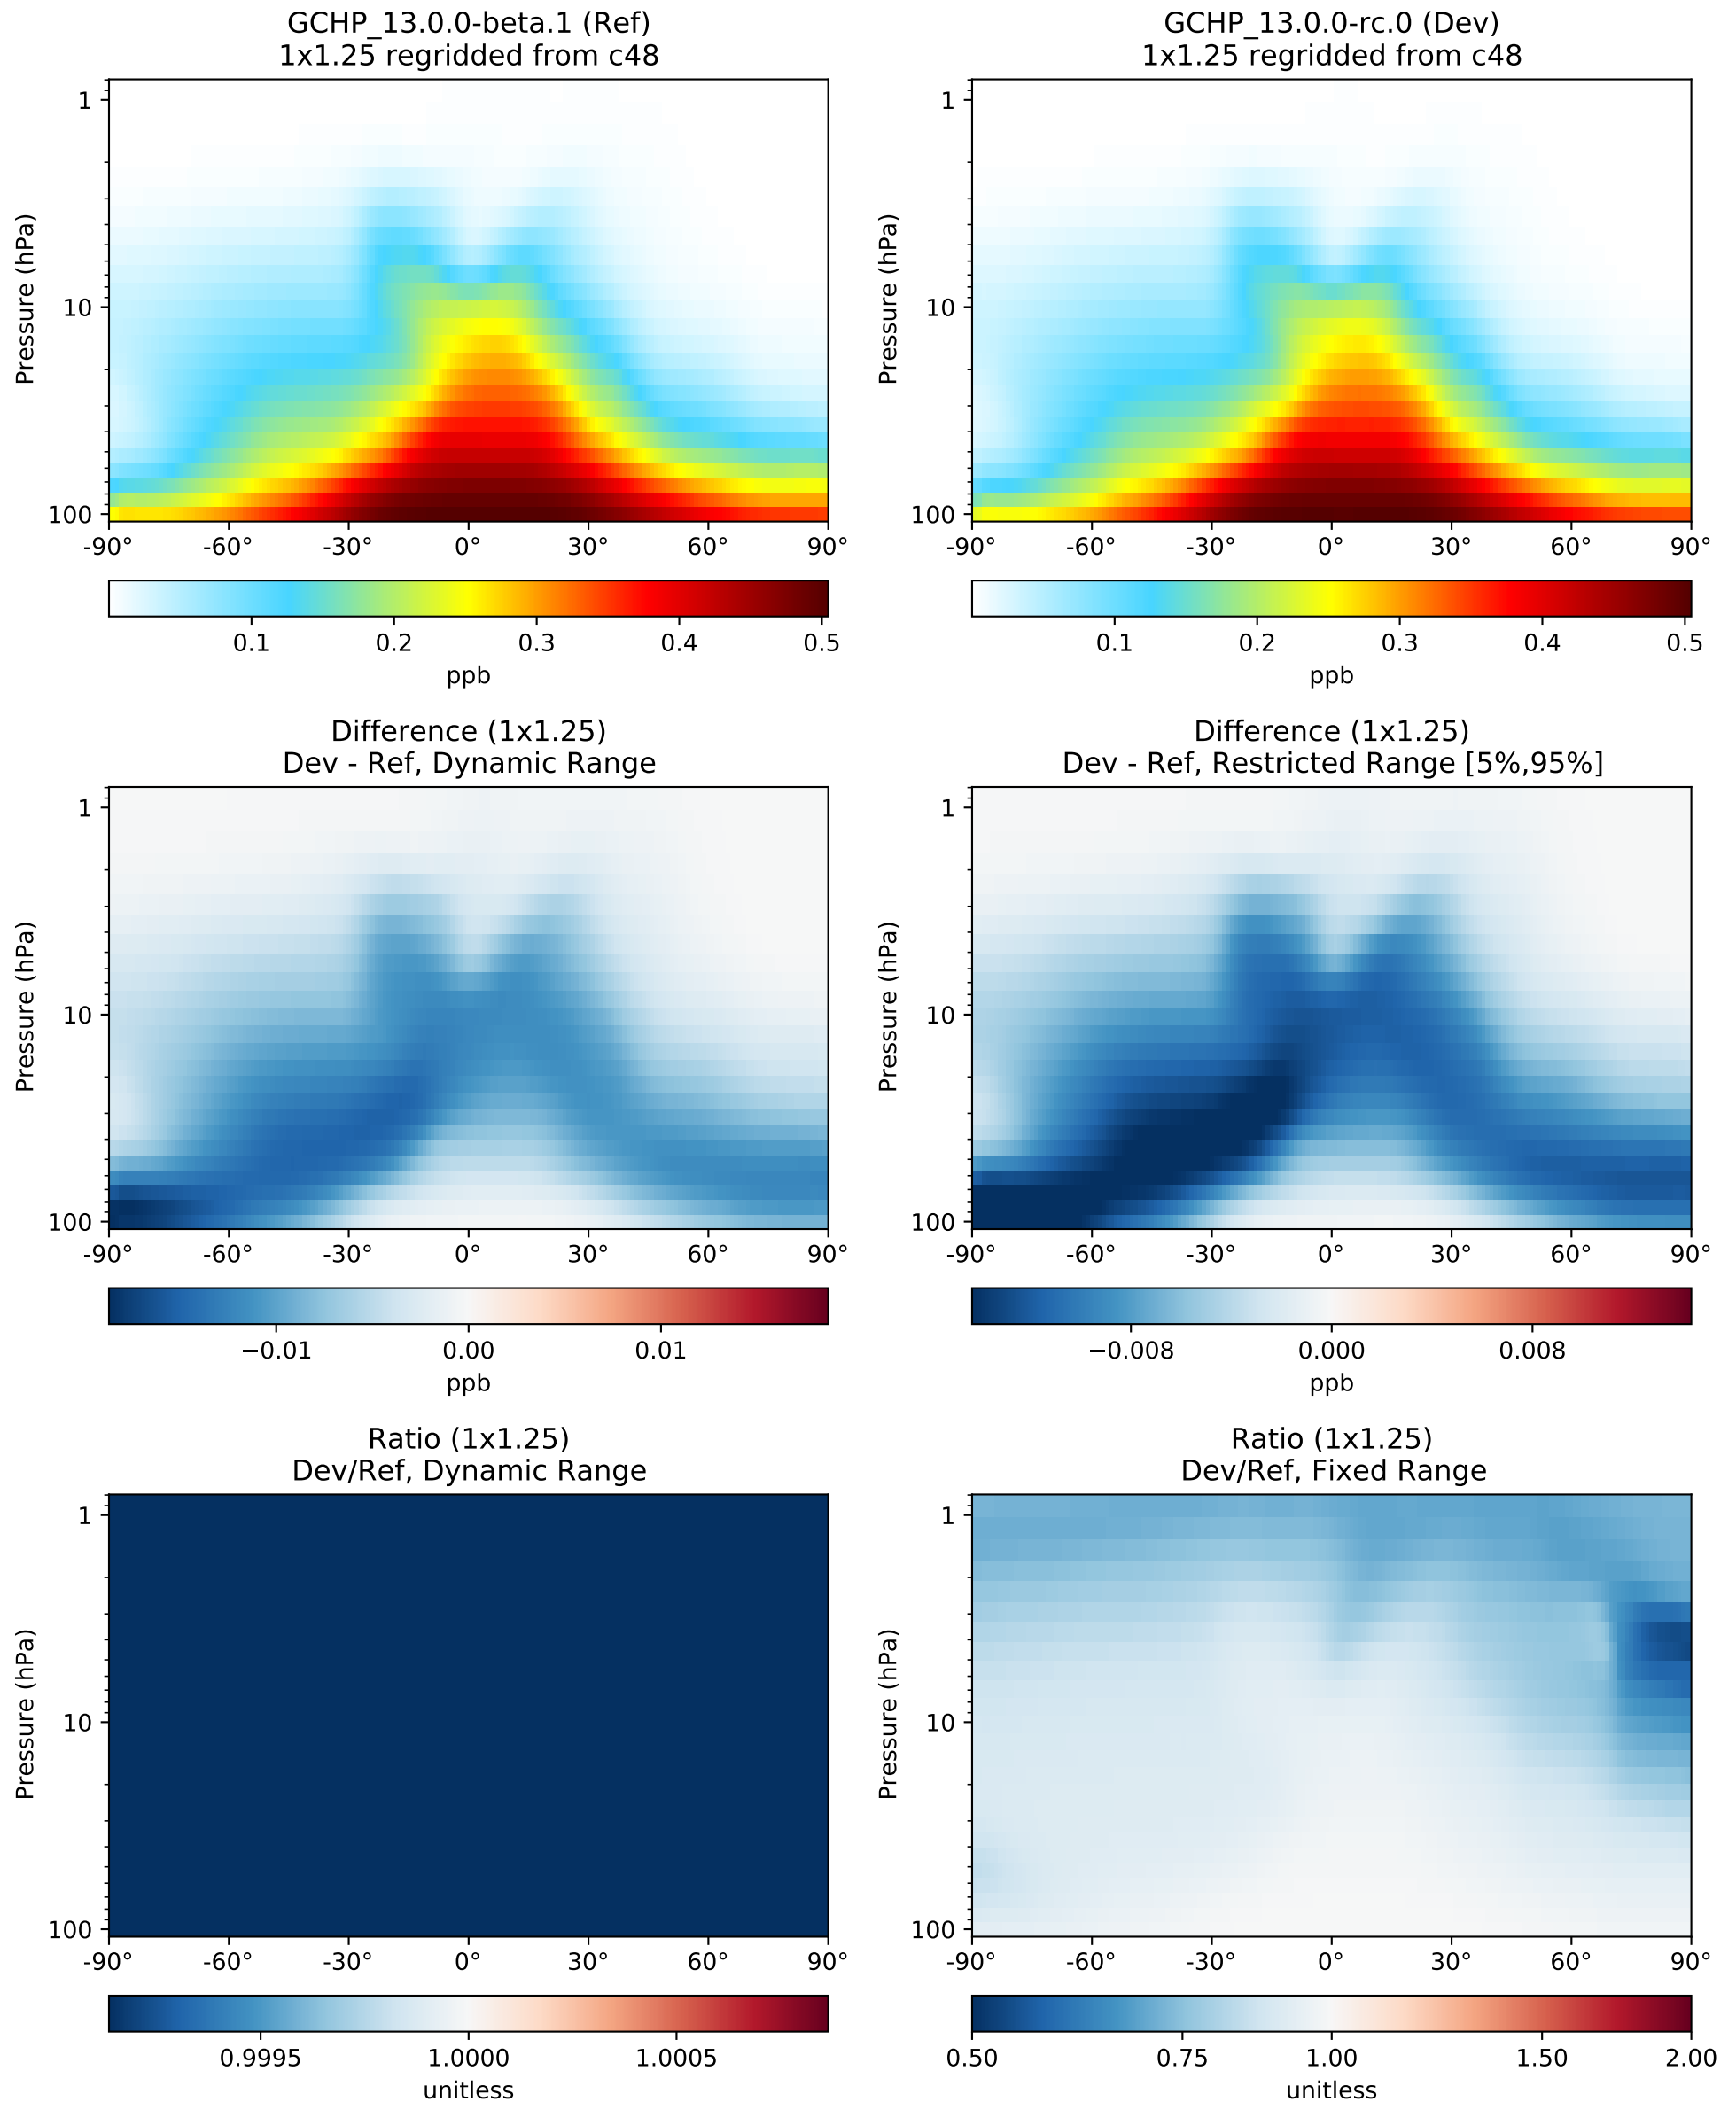 GCHP_13.0.0-beta.1 (Ref)
1x1.25 regridded from c48
Pressure (hPa)
1
10
100
-90° -60° -30° 0° 30° 60° 90°
0.1 0.2 0.3 0.4 0.5
ppb
GCHP_13.0.0-rc.0 (Dev)
1x1.25 regridded from c48
Pressure (hPa)
1
10
100
-90° -60° -30° 0° 30° 60° 90°
0.1 0.2 0.3 0.4 0.5
ppb
Difference (1x1.25)
Dev - Ref, Dynamic Range
Pressure (hPa)
1
10
100
-90° -60° -30° 0° 30° 60° 90°
−0.01 0.00 0.01
ppb
Difference (1x1.25)
Dev - Ref, Restricted Range [5%,95%]
Pressure (hPa)
1
10
100
-90° -60° -30° 0° 30° 60° 90°
−0.008 0.000 0.008
ppb
Ratio (1x1.25)
Dev/Ref, Dynamic Range
Pressure (hPa)
1
10
100
-90° -60° -30° 0° 30° 60° 90°
0.9995 1.0000 1.0005
unitless
Ratio (1x1.25)
Dev/Ref, Fixed Range
Pressure (hPa)
1
10
100
-90° -60° -30° 0° 30° 60° 90°
0.50 0.75 1.00 1.50 2.00
unitless